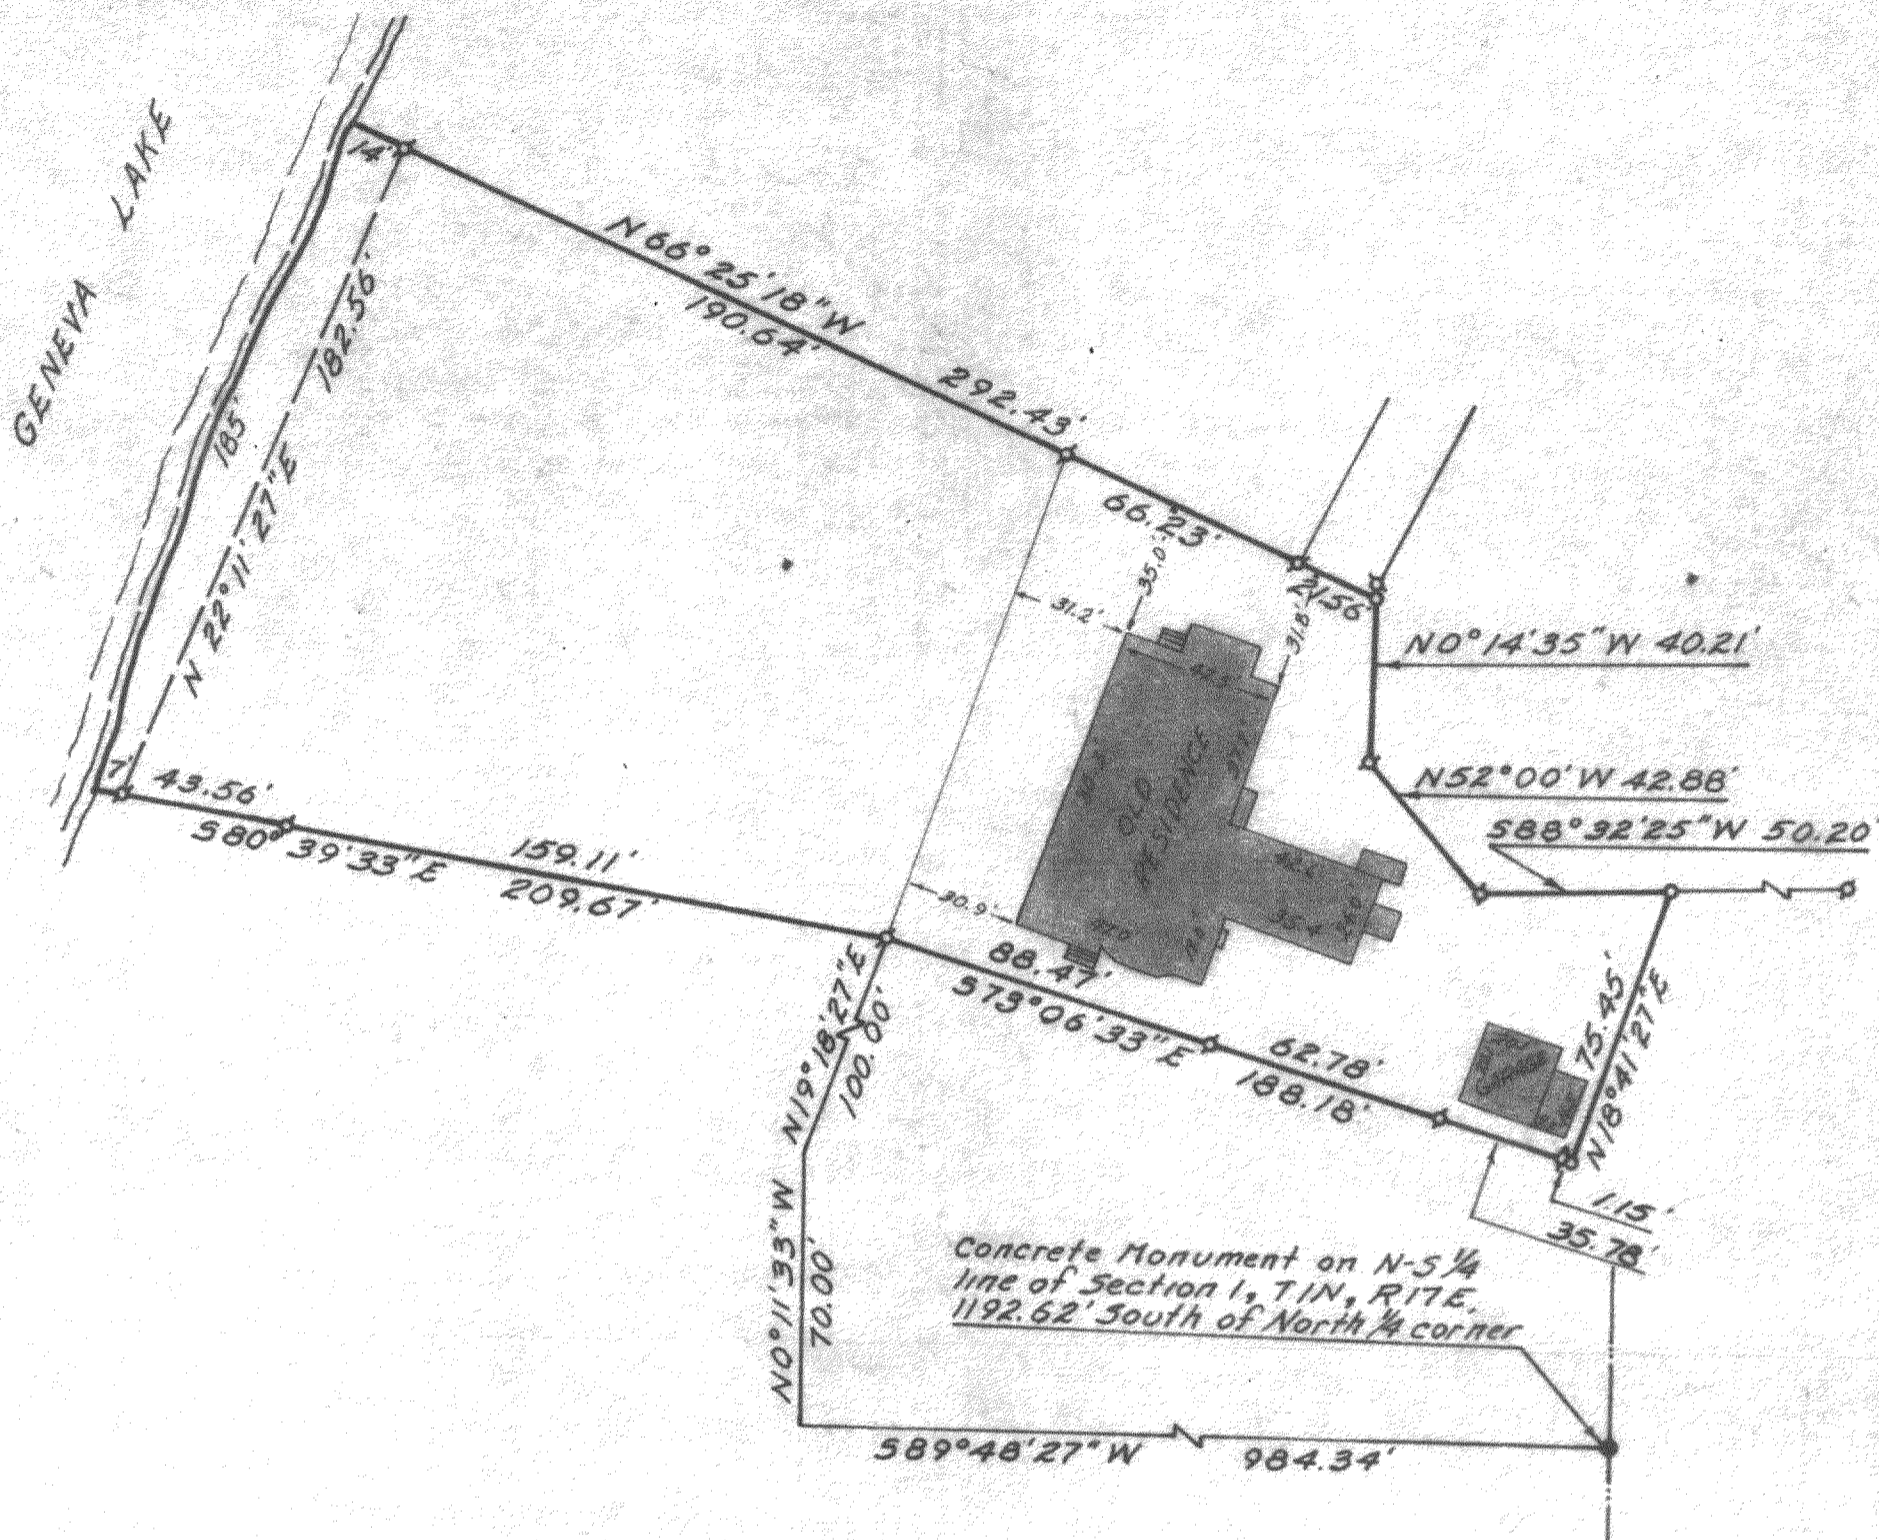 GENEVA LAKE
14'
N 66° 25' 18" W
190.64'
292.43'
182.56'
185'
N 22° 11' 27" E
66.23'
21.56'
35.0'
31.2'
31.8'
N0°14'35"W 40.21'
N52°00'W 42.88'
S88°32'25"W 50.20'
OLD
RESIDENCE
7'
43.56'
S80° 39' 33" E
159.11'
209.67'
30.9'
88.47'
S73°06'33"E
62.78'
188.18'
75.45'
N18°41'27"E
N19°18'27"E
100.00'
1.15'
35.78'
N0°11'33"W
70.00'
Concrete Monument on N-S 1/4
line of Section 1, T1N, R17E,
1192.62' South of North 1/4 corner
S89°48'27"W 984.34'